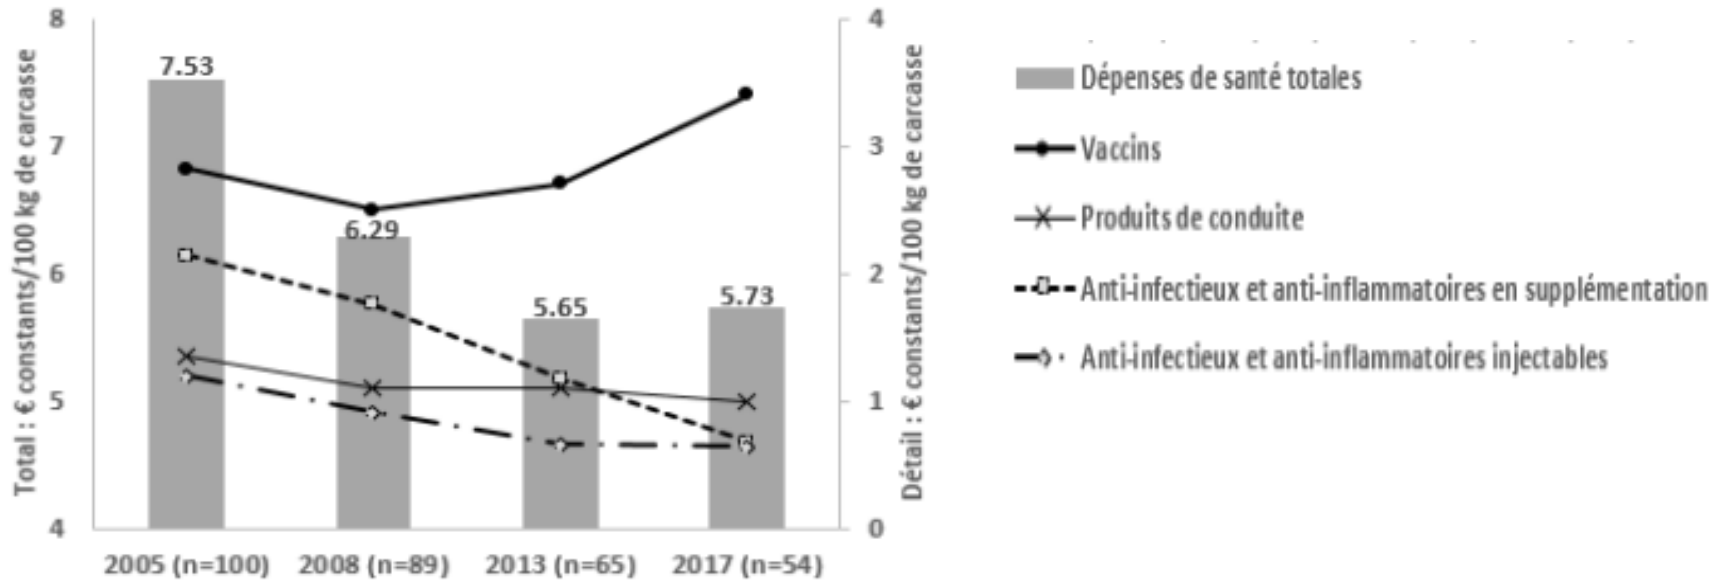 8
7
6
5
4
Total : € constants/100 kg de carcasse
7.53
6.29
5.65
5.73
4
3
2
1
0
Détail : € constants/100 kg de carcasse
2005 (n=100)
2008 (n=89)
2013 (n=65)
2017 (n=54)
Dépenses de santé totales
Vaccins
Produits de conduite
Anti-infectieux et anti-inflammatoires en supplémentation
Anti-infectieux et anti-inflammatoires injectables